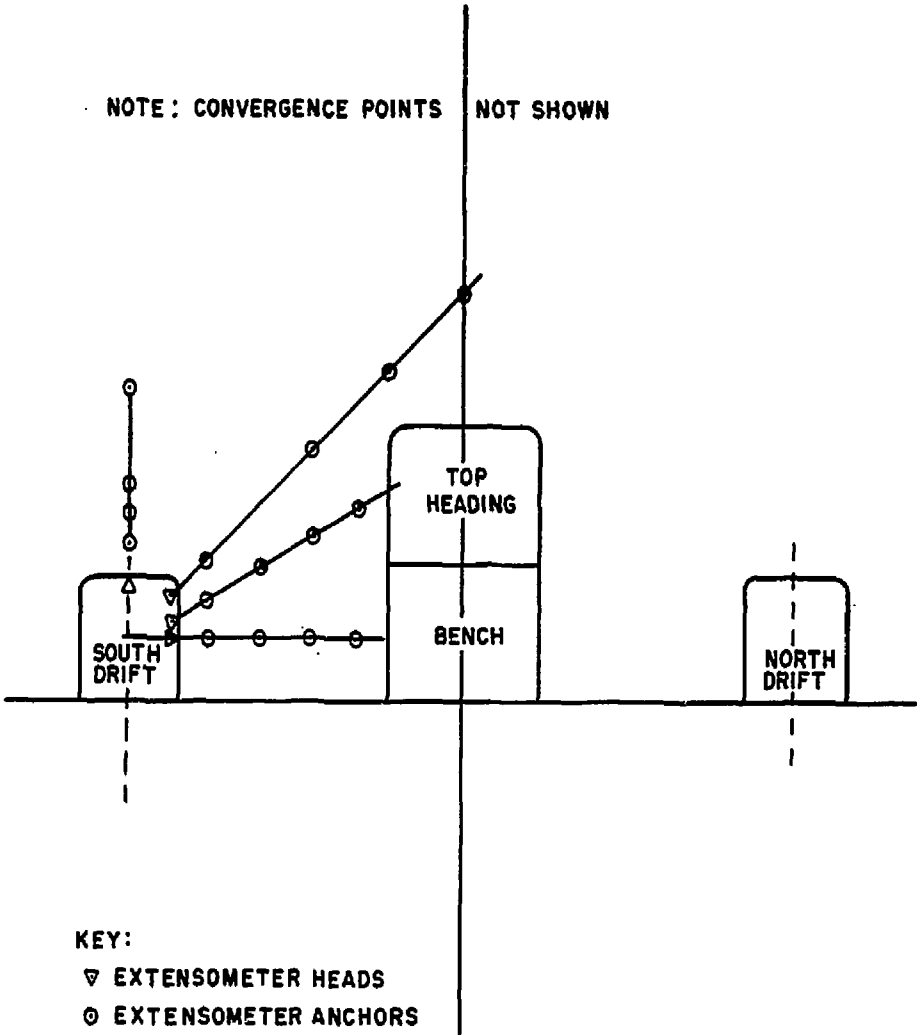 NOTE: CONVERGENCE POINTS NOT SHOWN
TOP
HEADING
BENCH
SOUTH
DRIFT
NORTH
DRIFT
KEY:
EXTENSOMETER HEADS
EXTENSOMETER ANCHORS